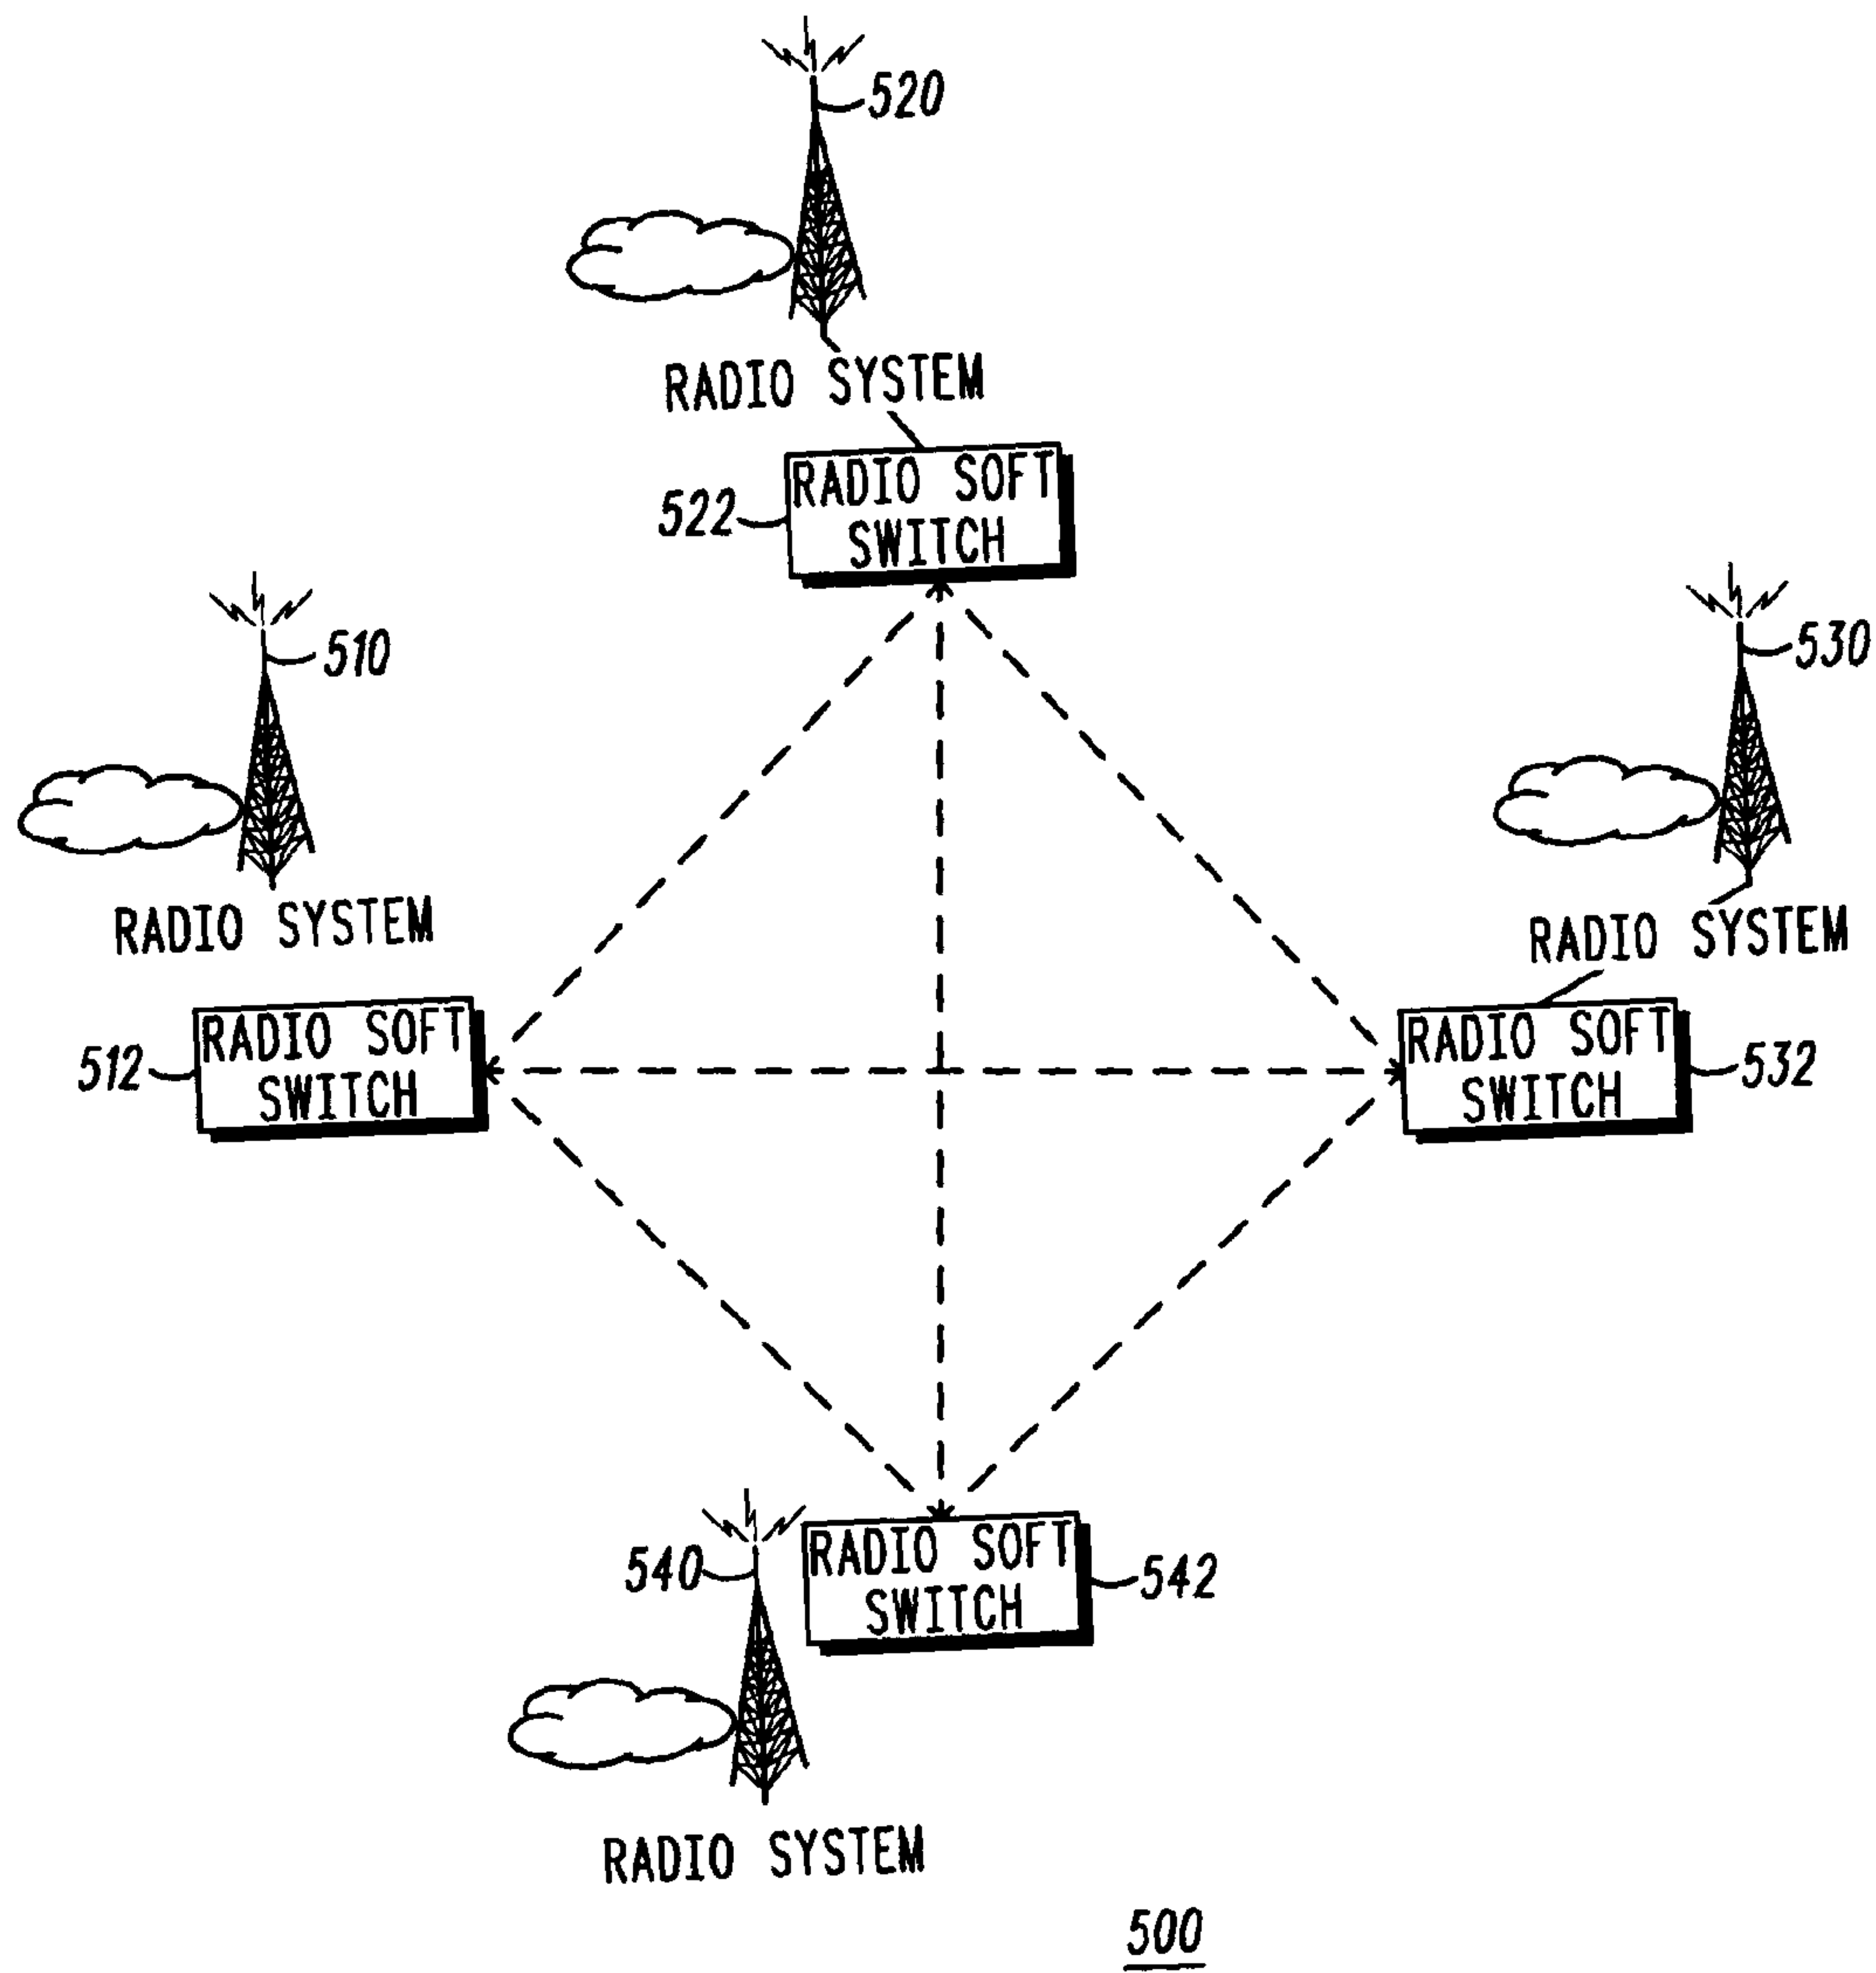 520
RADIO SYSTEM
522
RADIO SOFT
SWITCH
510
RADIO SYSTEM
530
RADIO SYSTEM
512
RADIO SOFT
SWITCH
RADIO SOFT
SWITCH
532
540
RADIO SOFT
SWITCH
542
RADIO SYSTEM
500